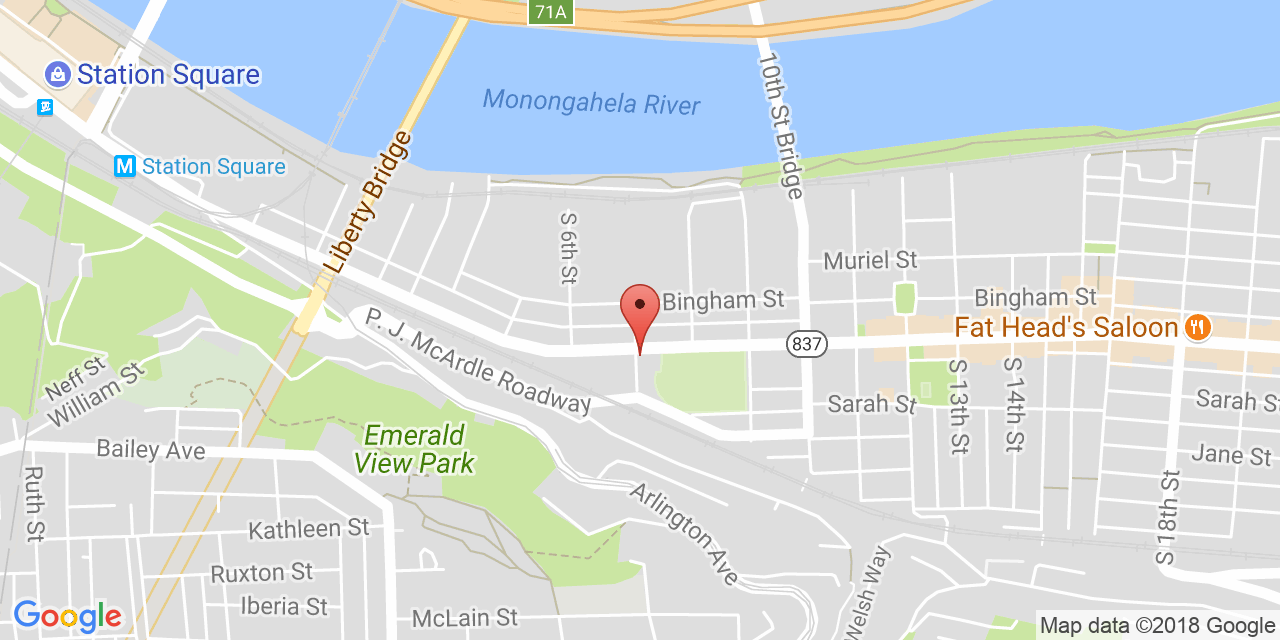 71A
Station Square
Monongahela River
10th St Bridge
M Station Square
Liberty Bridge
S 6th St
Muriel St
Bingham St
Bingham St
Fat Head's Saloon
837
P. J. McArdle Roadway
Neff St
William St
Emerald
View Park
S 13th St
S 14th St
Sarah St
Sarah St
Jane St
Bailey Ave
Ruth St
Arlington Ave
S 18th St
Kathleen St
Ruxton St
Iberia St
McLain St
Welsh Way
Google
Map data ©2018 Google